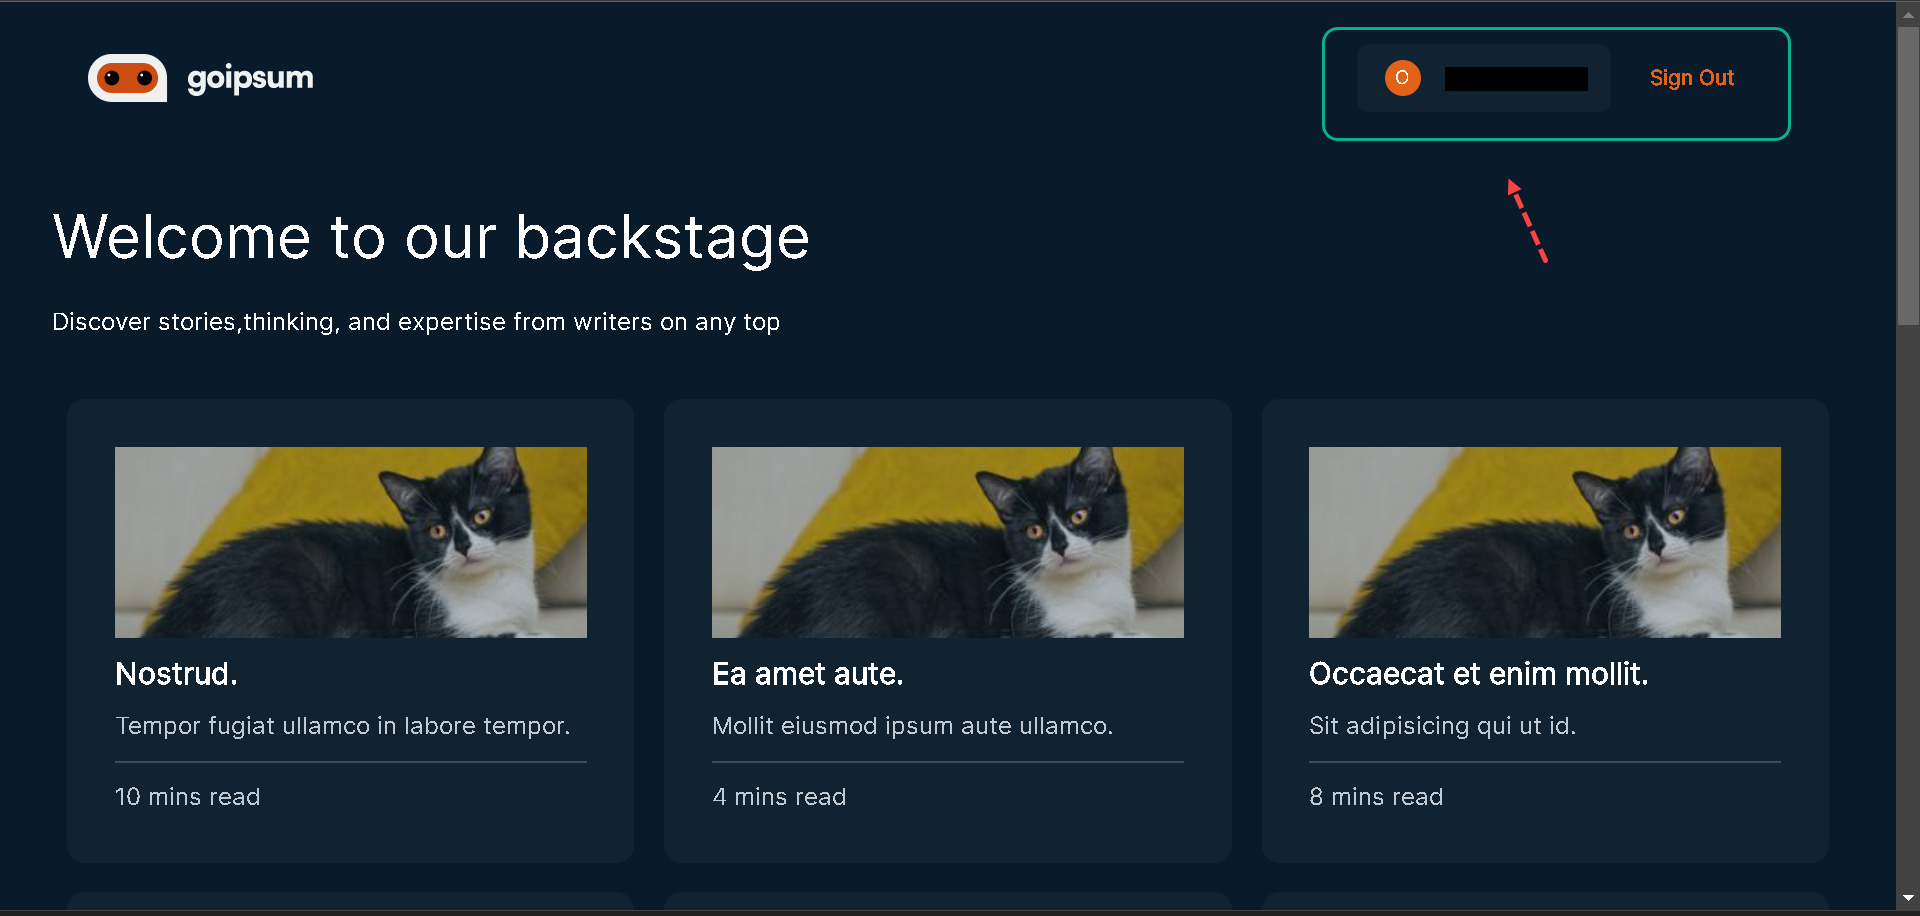 goipsum
O
Sign Out
Welcome to our backstage
Discover stories,thinking, and expertise from writers on any top
Nostrud.
Tempor fugiat ullamco in labore tempor.
10 mins read
Ea amet aute.
Mollit eiusmod ipsum aute ullamco.
4 mins read
Occaecat et enim mollit.
Sit adipisicing qui ut id.
8 mins read